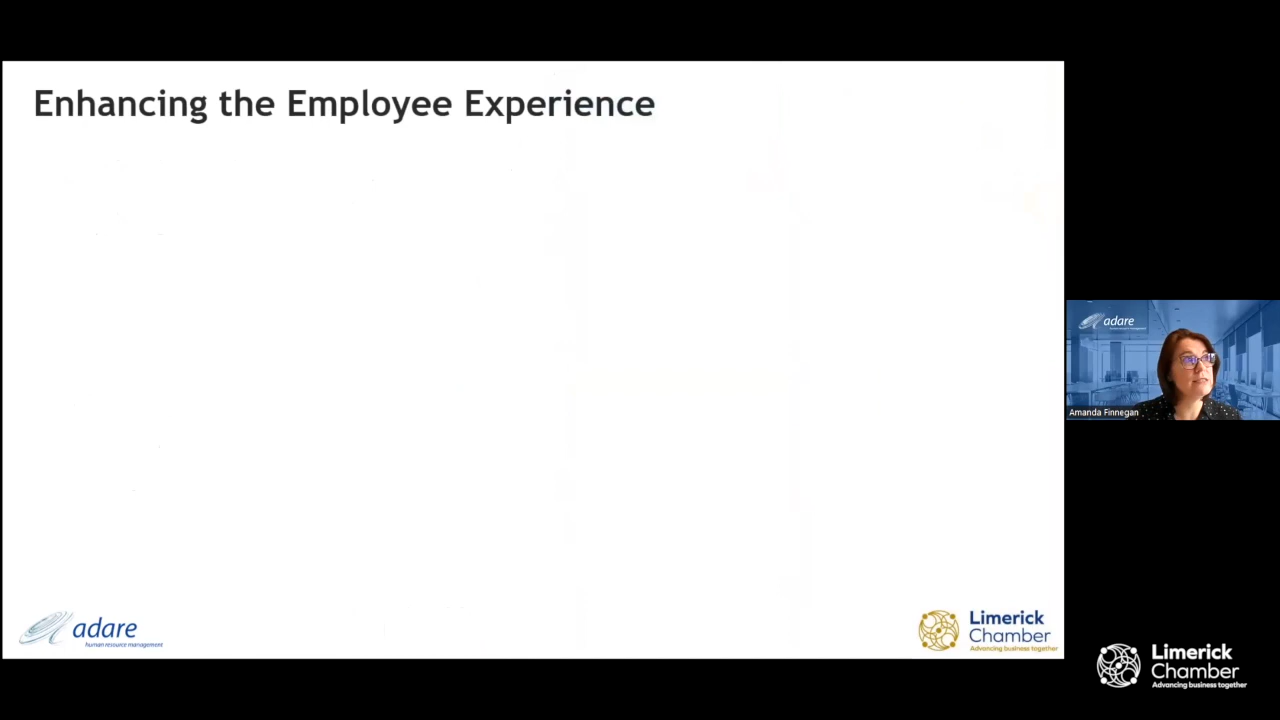 Enhancing the Employee Experience
adare
human resource management
Limerick
Chamber
Advancing business together
adare
Amanda Finnegan
Limerick
Chamber
Advancing business together